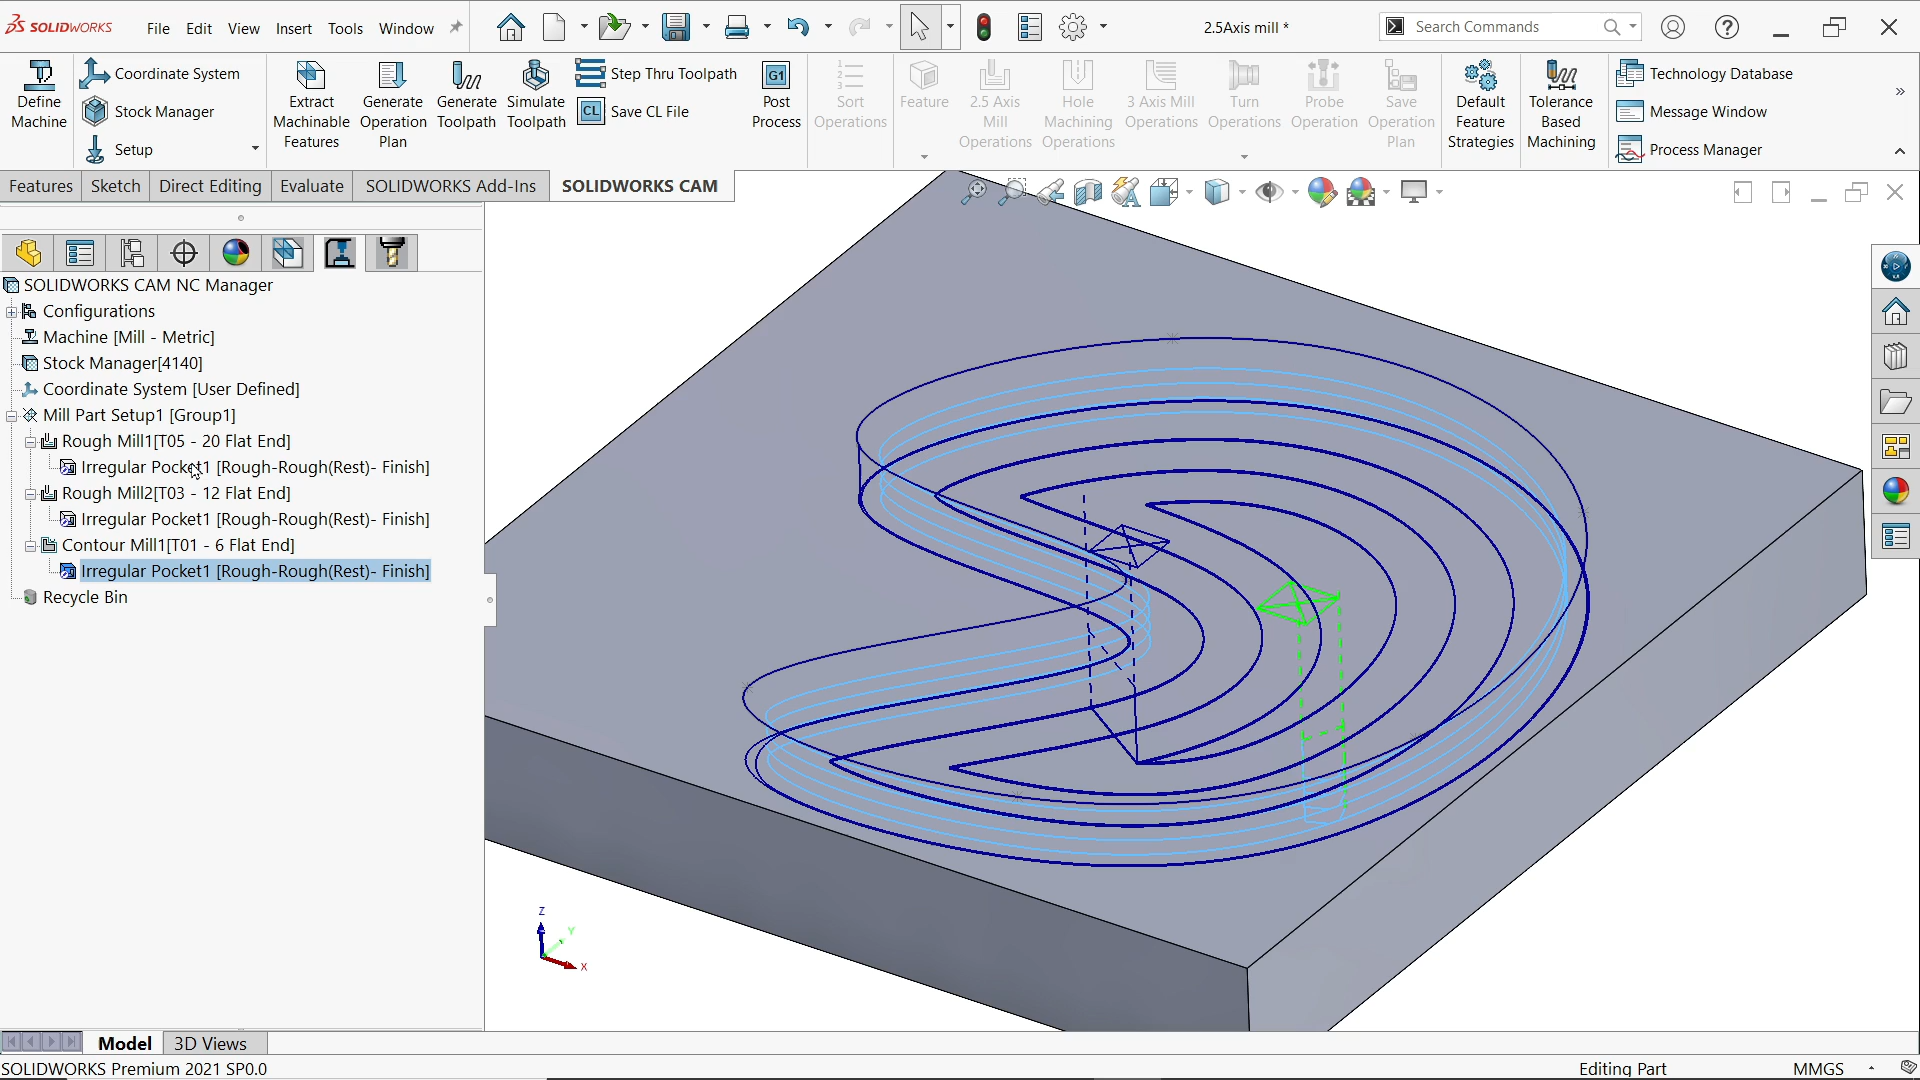 SOLIDWORKS File Edit View Insert Tools Window 2.5Axis mill * Search Commands
Define Machine
Coordinate System
Stock Manager
Setup
Extract Machinable Features
Generate Operation Plan
Generate Toolpath
Simulate Toolpath
Step Thru Toolpath
CL Save CL File
G1 Post Process
Sort Operations
Feature
2.5 Axis Mill Operations
Hole Machining Operations
3 Axis Mill Operations
Turn Operations
Probe Operation
Save Operation Plan
Default Feature Strategies
Tolerance Based Machining
Technology Database
Message Window
Process Manager
Features Sketch Direct Editing Evaluate SOLIDWORKS Add-Ins SOLIDWORKS CAM
SOLIDWORKS CAM NC Manager
Configurations
Machine [Mill - Metric]
Stock Manager[4140]
Coordinate System [User Defined]
Mill Part Setup1 [Group1]
Rough Mill1[T05 - 20 Flat End]
Irregular Pocket1 [Rough-Rough(Rest)- Finish]
Rough Mill2[T03 - 12 Flat End]
Irregular Pocket1 [Rough-Rough(Rest)- Finish]
Contour Mill1[T01 - 6 Flat End]
Irregular Pocket1 [Rough-Rough(Rest)- Finish]
Recycle Bin
Z
Y
X
Model 3D Views
SOLIDWORKS Premium 2021 SP0.0 Editing Part MMGS